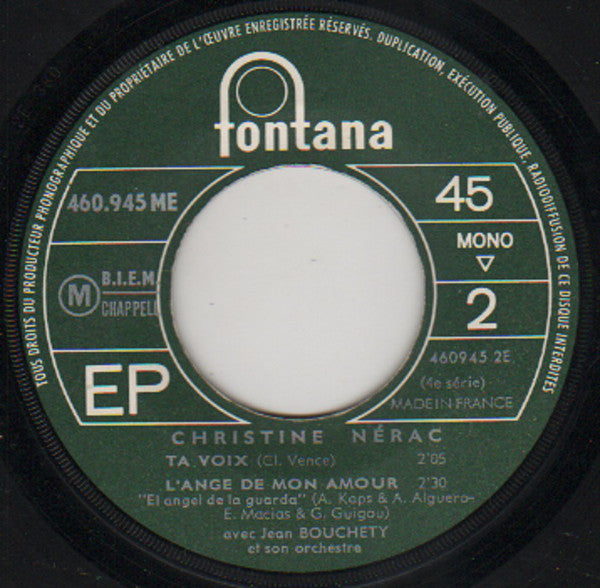 TOUS DROITS DU PRODUCTEUR PHONOGRAPHIQUE ET DU PROPRIÉTAIRE DE L'ŒUVRE ENREGISTRÉE RÉSERVÉS. DUPLICATION, EXÉCUTION PUBLIQUE, RADIODIFFUSION DE CE DISQUE INTERDITES
fontana
460.945 ME
45
MONO
B.I.E.M.
CHAPPELL
M
2
460945 2E
EP
(4e série)
MADE IN FRANCE
CHRISTINE NÉRAC
TA VOIX (Cl. Vence) 2'05
L'ANGE DE MON AMOUR 2'30
"El angel de la guarda" (A. Kaps & A. Alguero-
E. Macias & G. Guigou)
avec Jean BOUCHETY
et son orchestre